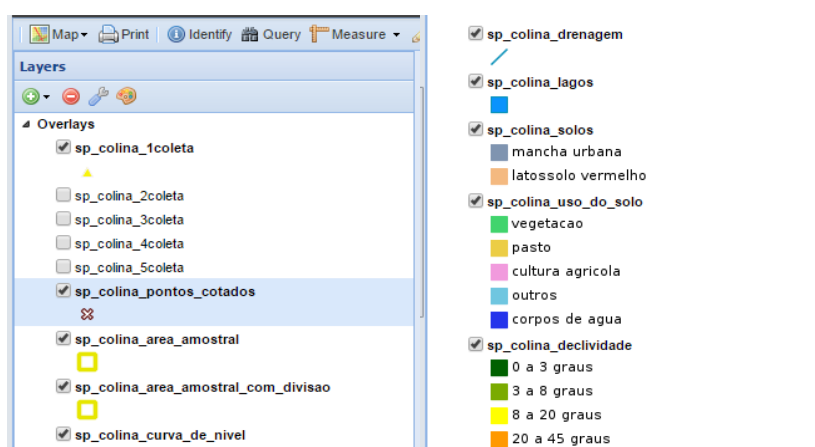 Map Print Identify Query Measure
Layers
Overlays
sp_colina_1coleta
sp_colina_2coleta
sp_colina_3coleta
sp_colina_4coleta
sp_colina_5coleta
sp_colina_pontos_cotados
sp_colina_area_amostral
sp_colina_area_amostral_com_divisao
sp_colina_curva_de_nivel
sp_colina_drenagem
sp_colina_lagos
sp_colina_solos
mancha urbana
latossolo vermelho
sp_colina_uso_do_solo
vegetacao
pasto
cultura agricola
outros
corpos de agua
sp_colina_declividade
0 a 3 graus
3 a 8 graus
8 a 20 graus
20 a 45 graus